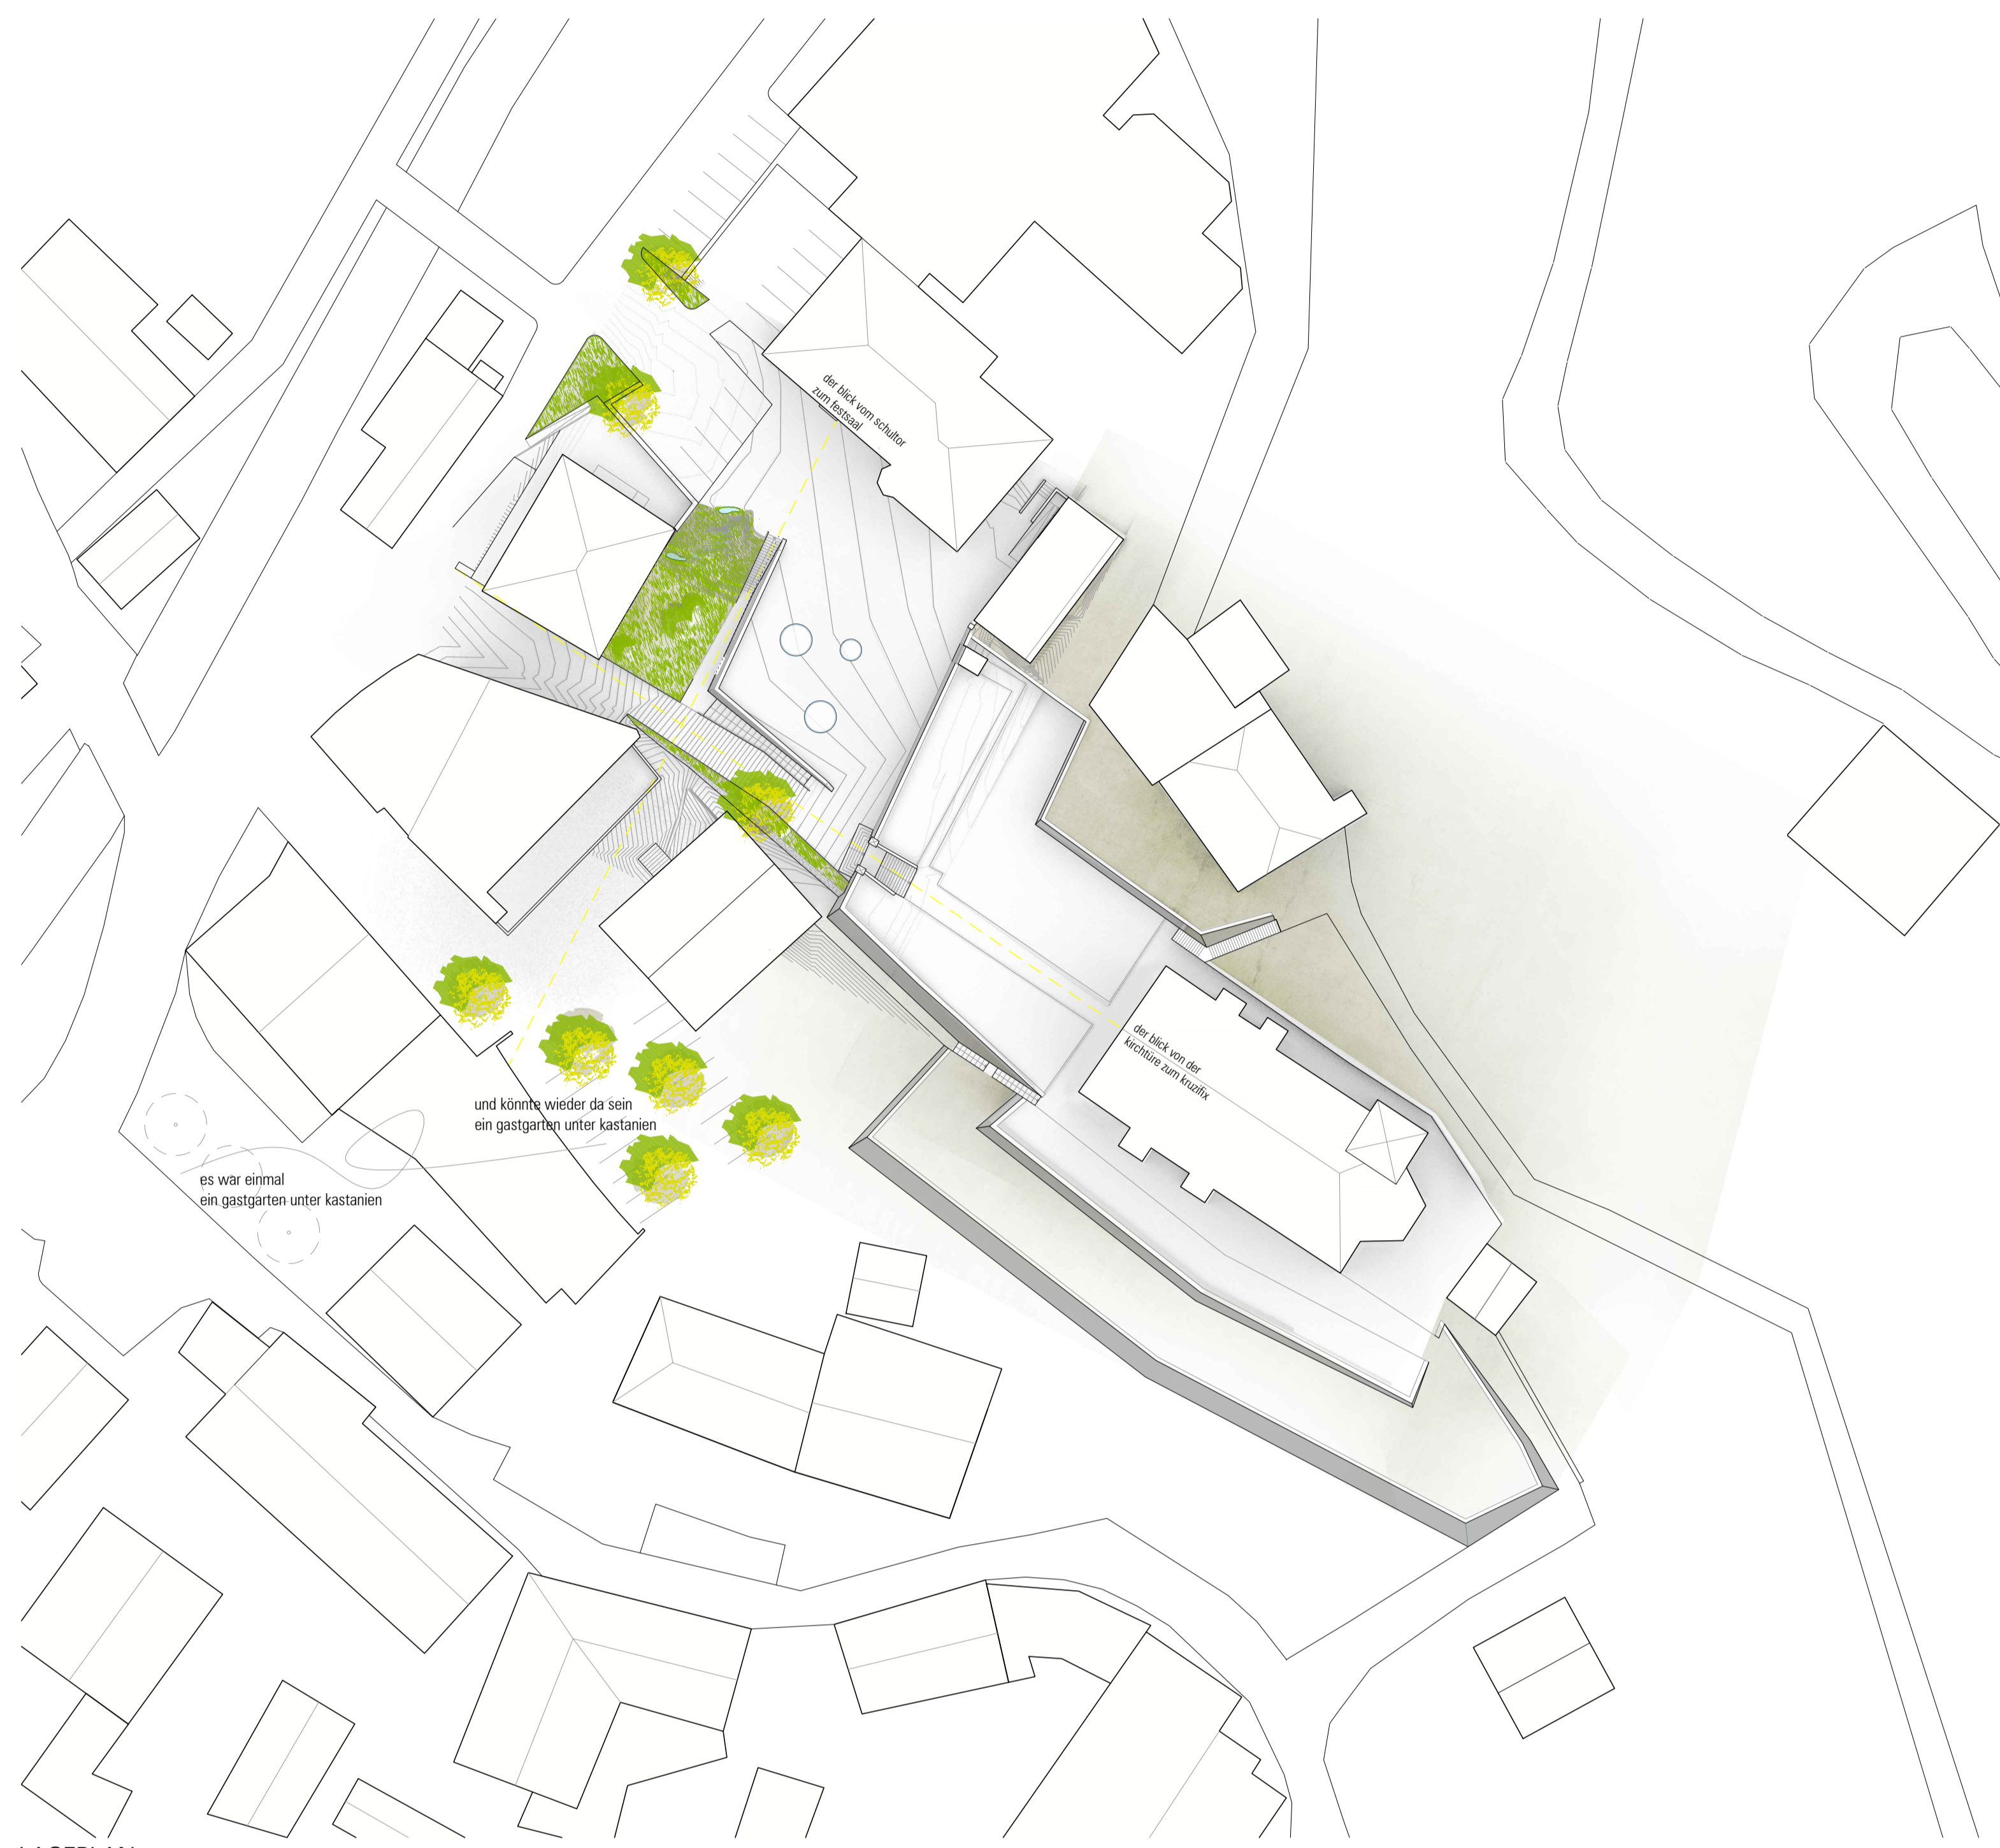 der blick vom schultor
zum festsaal
der blick von der
kirchtüre zum kruzifix
und könnte wieder da sein
ein gastgarten unter kastanien
es war einmal
ein gastgarten unter kastanien